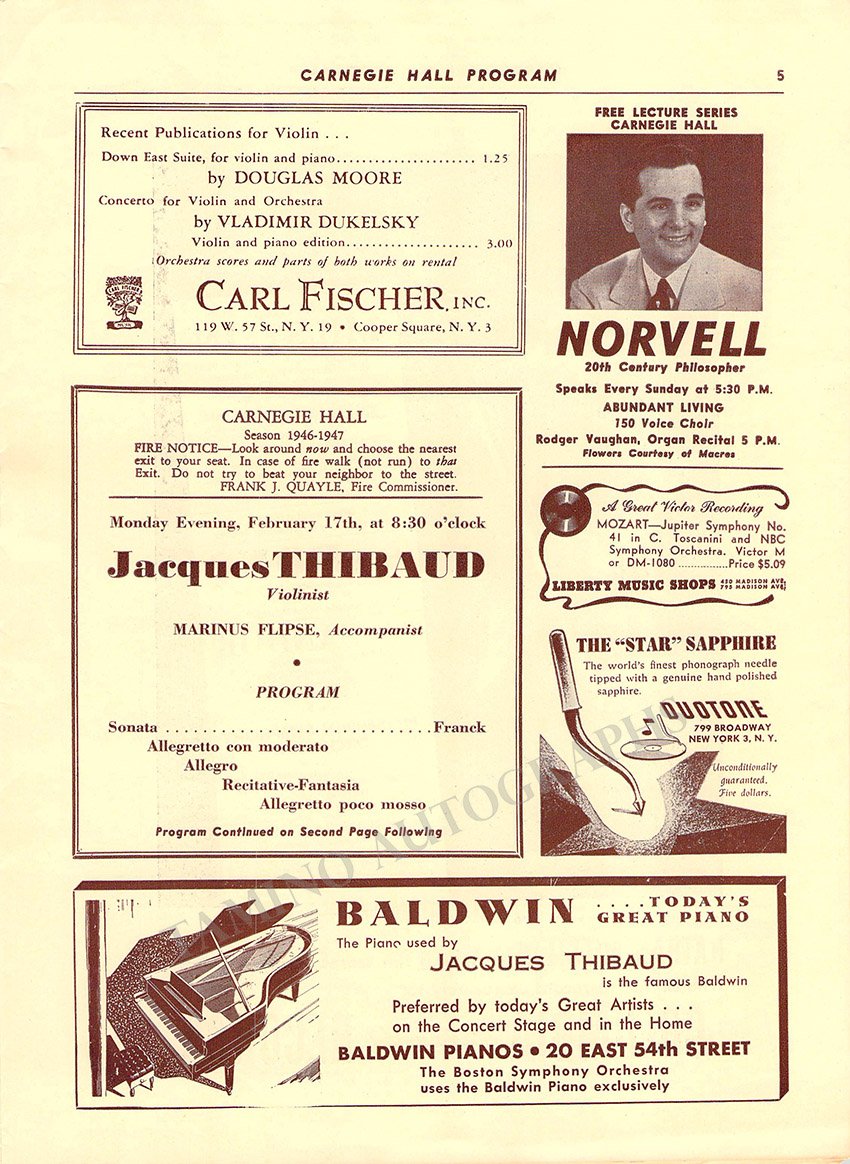 CARNEGIE HALL PROGRAM
5
Recent Publications for Violin . . .
Down East Suite, for violin and piano...................... 1.25
by DOUGLAS MOORE
Concerto for Violin and Orchestra
by VLADIMIR DUKELSKY
Violin and piano edition..................... 3.00
Orchestra scores and parts of both works on rental
CARL FISCHER, INC.
119 W. 57 St., N. Y. 19 • Cooper Square, N. Y. 3
CARNEGIE HALL
Season 1946-1947
FIRE NOTICE—Look around now and choose the nearest
exit to your seat. In case of fire walk (not run) to that
Exit. Do not try to beat your neighbor to the street.
FRANK J. QUAYLE, Fire Commissioner.
Monday Evening, February 17th, at 8:30 o'clock
Jacques THIBAUD
Violinist
MARINUS FLIPSE, Accompanist
•
PROGRAM
Sonata ............................Franck
Allegretto con moderato
Allegro
Recitative-Fantasia
Allegretto poco mosso
Program Continued on Second Page Following
FREE LECTURE SERIES
CARNEGIE HALL
NORVELL
20th Century Philosopher
Speaks Every Sunday at 5:30 P.M.
ABUNDANT LIVING
150 Voice Choir
Rodger Vaughan, Organ Recital 5 P.M.
Flowers Courtesy of Macres
A Great Victor Recording
MOZART—Jupiter Symphony No.
41 in C. Toscanini and NBC
Symphony Orchestra. Victor M
or DM-1080 ................Price $5.09
LIBERTY MUSIC SHOPS 450 MADISON AVE;
795 MADISON AVE;
THE "STAR" SAPPHIRE
The world's finest phonograph needle
tipped with a genuine hand polished
sapphire.
DUOTONE
799 BROADWAY
NEW YORK 3, N. Y.
Unconditionally
guaranteed.
Five dollars.
BALDWIN
....TODAY'S
GREAT PIANO
The Piano used by
JACQUES THIBAUD
is the famous Baldwin
Preferred by today's Great Artists . . .
on the Concert Stage and in the Home
BALDWIN PIANOS • 20 EAST 54th STREET
The Boston Symphony Orchestra
uses the Baldwin Piano exclusively
TAMINO AUTOGRAPHS